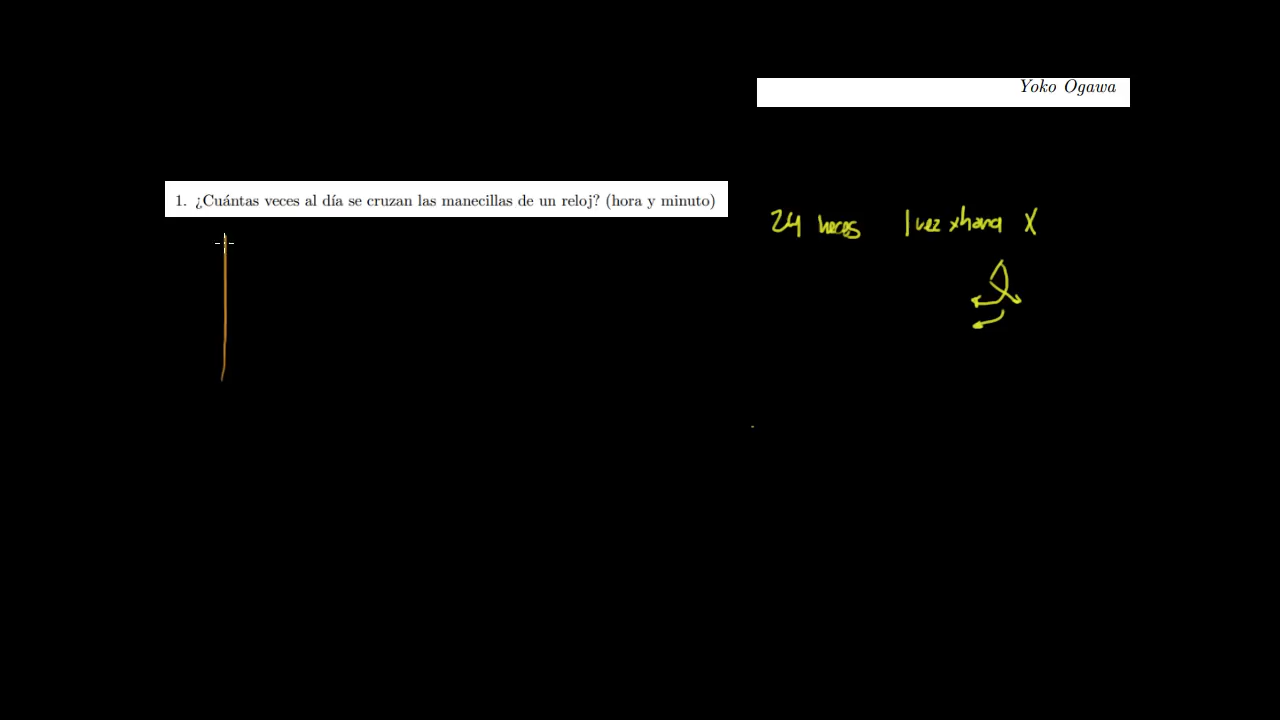 Yoko Ogawa
1. ¿Cuántas veces al día se cruzan las manecillas de un reloj? (hora y minuto)
24 veces 1 vez x hora X